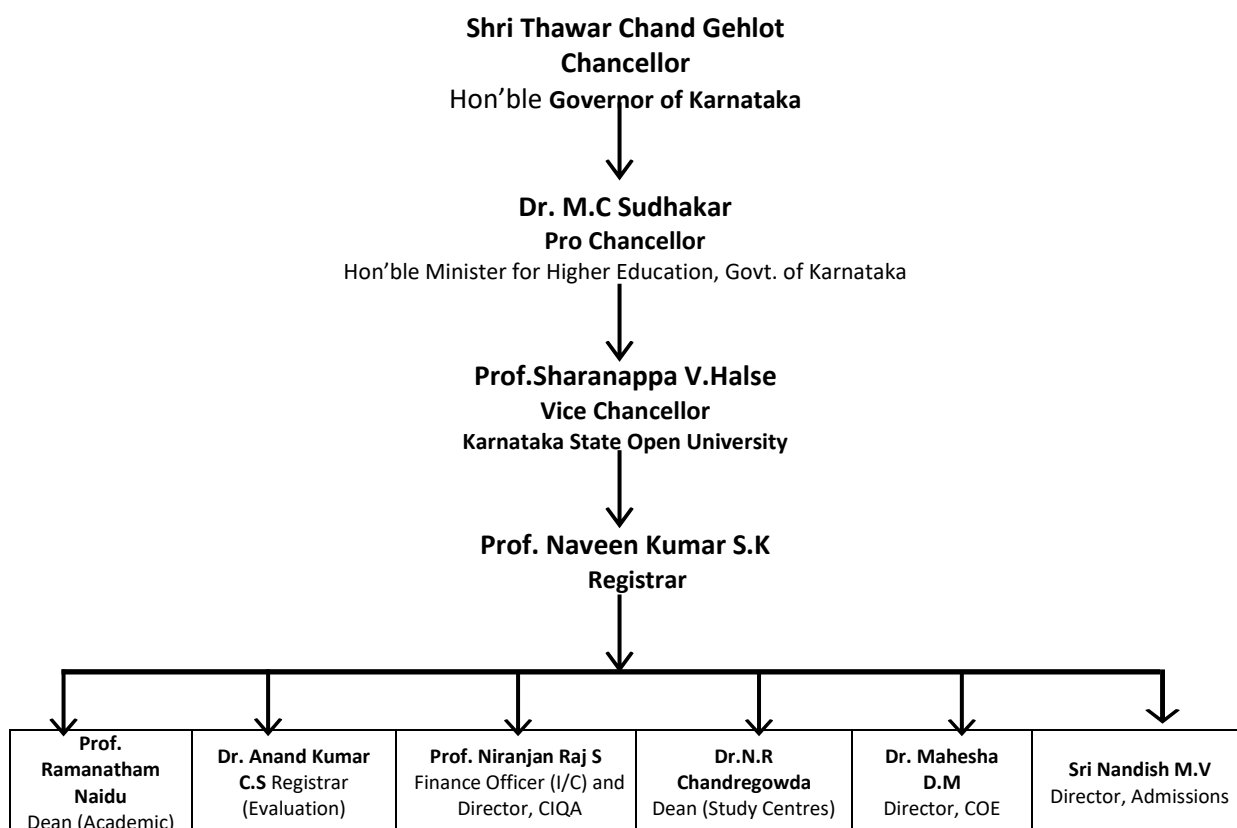 Shri Thawar Chand Gehlot
Chancellor
Hon’ble Governor of Karnataka
Dr. M.C Sudhakar
Pro Chancellor
Hon’ble Minister for Higher Education, Govt. of Karnataka
Prof.Sharanappa V.Halse
Vice Chancellor
Karnataka State Open University
Prof. Naveen Kumar S.K
Registrar
Prof.
Ramanatham
Naidu
Dean (Academic)
Dr. Anand Kumar
C.S Registrar
(Evaluation)
Prof. Niranjan Raj S
Finance Officer (I/C) and
Director, CIQA
Dr.N.R
Chandregowda
Dean (Study Centres)
Dr. Mahesha
D.M
Director, COE
Sri Nandish M.V
Director, Admissions